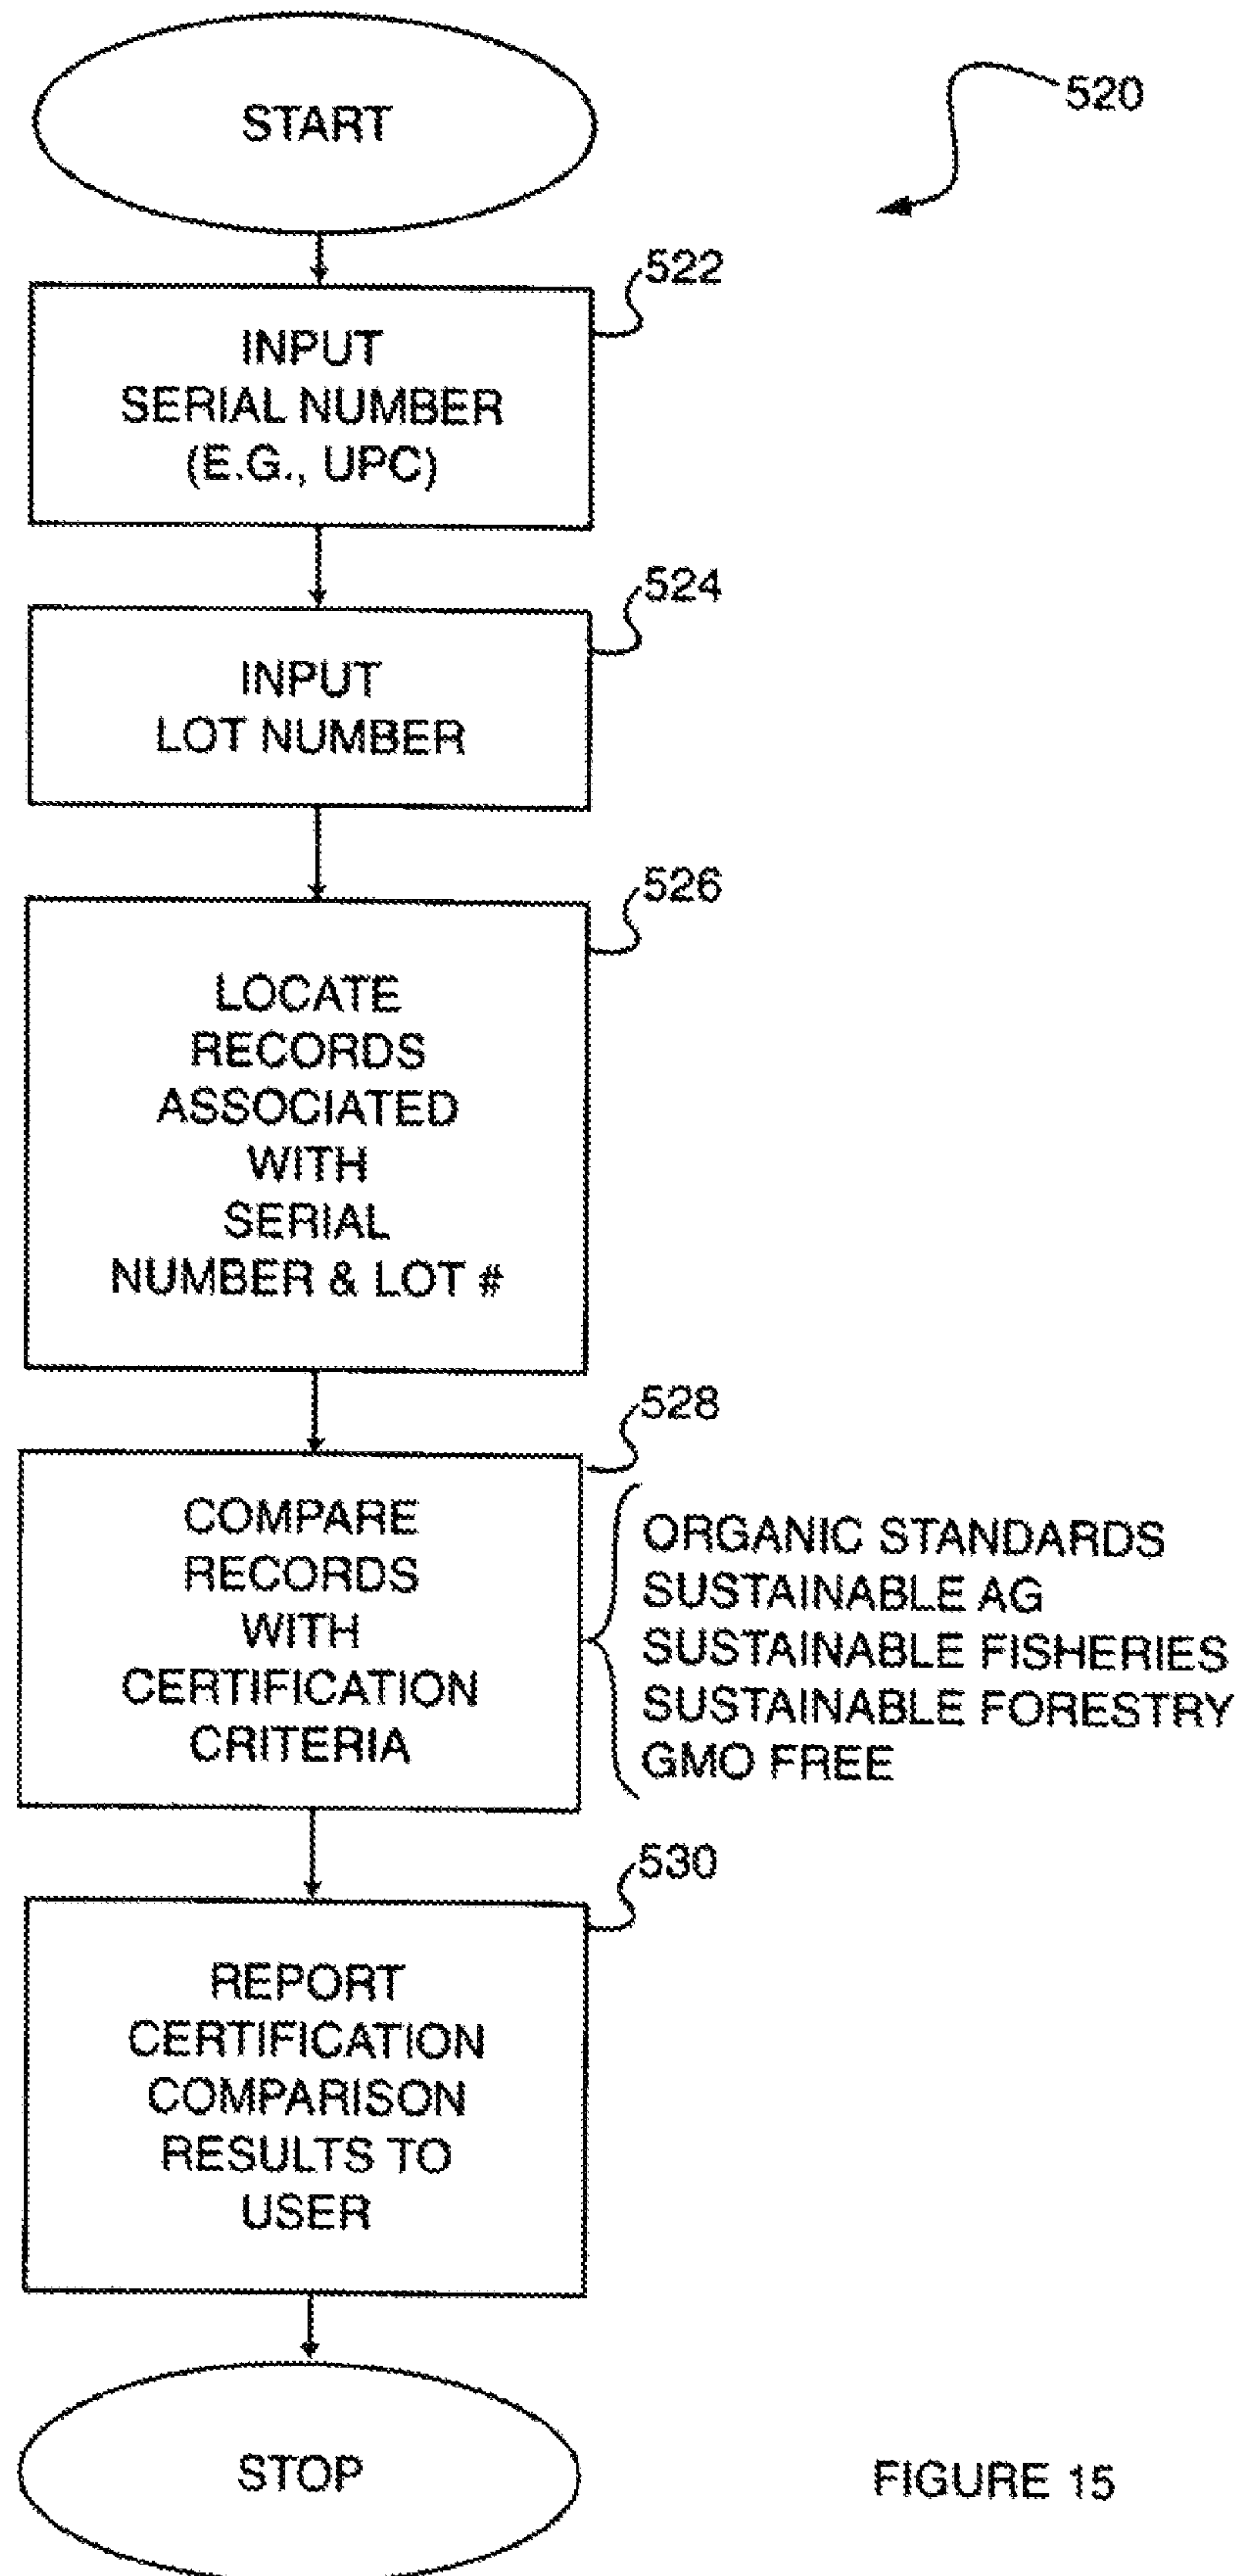 START
520
522
INPUT
SERIAL NUMBER
(E.G., UPC)
524
INPUT
LOT NUMBER
526
LOCATE
RECORDS
ASSOCIATED
WITH
SERIAL
NUMBER & LOT #
528
COMPARE
RECORDS
WITH
CERTIFICATION
CRITERIA
ORGANIC STANDARDS
SUSTAINABLE AG
SUSTAINABLE FISHERIES
SUSTAINABLE FORESTRY
GMO FREE
530
REPORT
CERTIFICATION
COMPARISON
RESULTS TO
USER
STOP
FIGURE 15